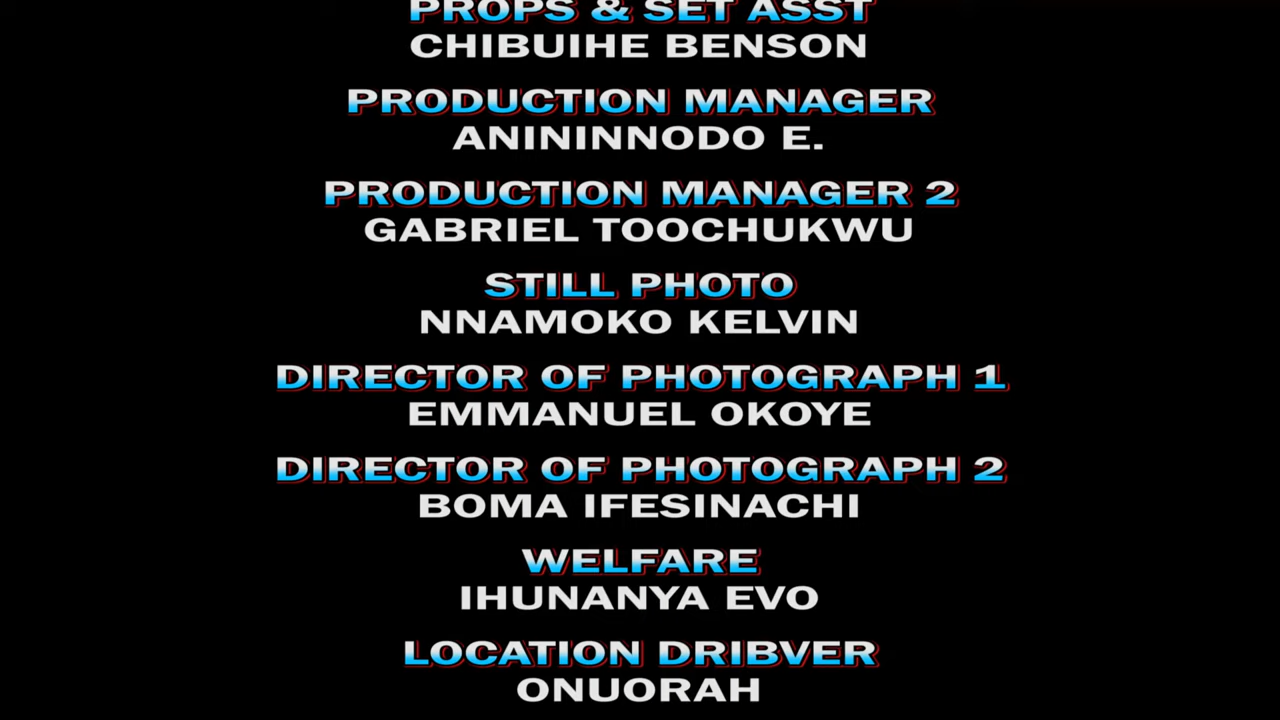 PROPS & SET ASST
CHIBUIHE BENSON
PRODUCTION MANAGER
ANININNODO E.
PRODUCTION MANAGER 2
GABRIEL TOOCHUKWU
STILL PHOTO
NNAMOKO KELVIN
DIRECTOR OF PHOTOGRAPH 1
EMMANUEL OKOYE
DIRECTOR OF PHOTOGRAPH 2
BOMA IFESINACHI
WELFARE
IHUNANYA EVO
LOCATION DRIBVER
ONUORAH